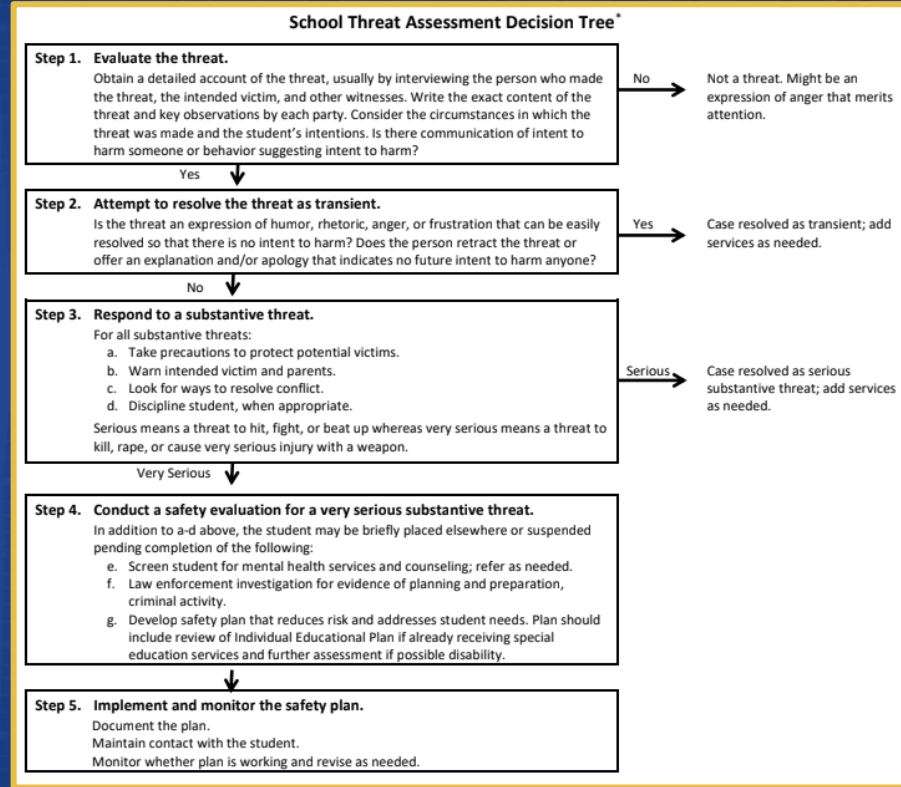 School Threat Assessment Decision Tree*
Step 1. Evaluate the threat.
Obtain a detailed account of the threat, usually by interviewing the person who made
the threat, the intended victim, and other witnesses. Write the exact content of the
threat and key observations by each party. Consider the circumstances in which the
threat was made and the student's intentions. Is there communication of intent to
harm someone or behavior suggesting intent to harm?
No
Not a threat. Might be an
expression of anger that merits
attention.
Yes
Step 2. Attempt to resolve the threat as transient.
Is the threat an expression of humor, rhetoric, anger, or frustration that can be easily
resolved so that there is no intent to harm? Does the person retract the threat or
offer an explanation and/or apology that indicates no future intent to harm anyone?
Yes
Case resolved as transient; add
services as needed.
No
Step 3. Respond to a substantive threat.
For all substantive threats:
a. Take precautions to protect potential victims.
b. Warn intended victim and parents.
c. Look for ways to resolve conflict.
d. Discipline student, when appropriate.
Serious means a threat to hit, fight, or beat up whereas very serious means a threat to
kill, rape, or cause very serious injury with a weapon.
Serious
Case resolved as serious
substantive threat; add services
as needed.
Very Serious
Step 4. Conduct a safety evaluation for a very serious substantive threat.
In addition to a-d above, the student may be briefly placed elsewhere or suspended
pending completion of the following:
e. Screen student for mental health services and counseling; refer as needed.
f. Law enforcement investigation for evidence of planning and preparation,
criminal activity.
g. Develop safety plan that reduces risk and addresses student needs. Plan should
include review of Individual Educational Plan if already receiving special
education services and further assessment if possible disability.
Step 5. Implement and monitor the safety plan.
Document the plan.
Maintain contact with the student.
Monitor whether plan is working and revise as needed.